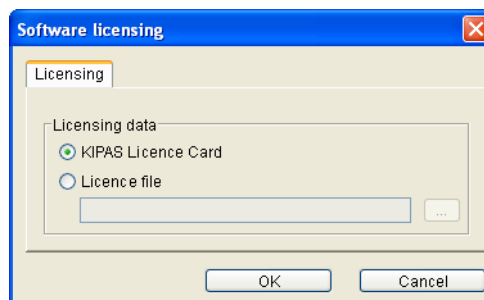 Software licensing
Licensing
Licensing data
KIPAS Licence Card
Licence file
...
OK
Cancel